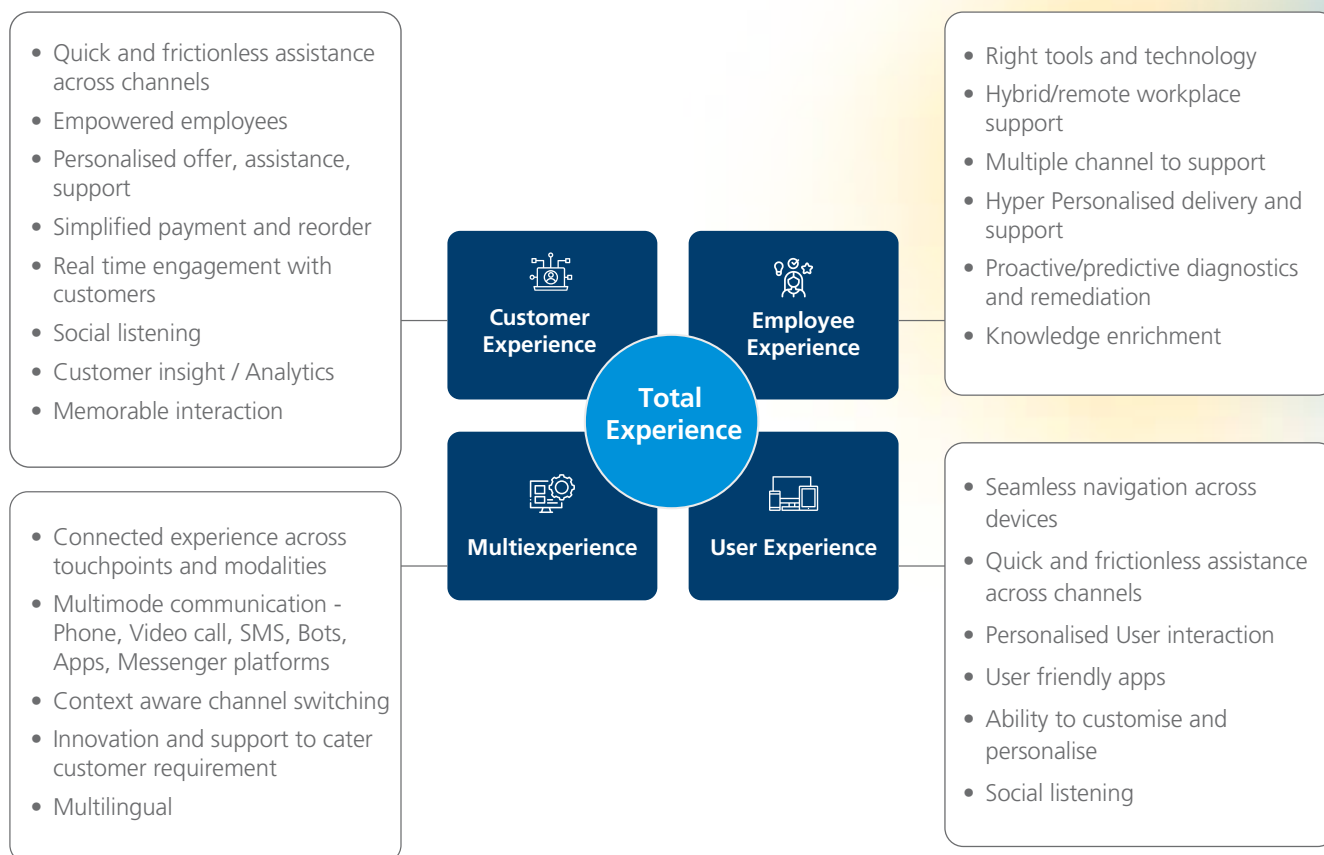 • Quick and frictionless assistance
across channels
• Empowered employees
• Personalised offer, assistance,
support
• Simplified payment and reorder
• Real time engagement with
customers
• Social listening
• Customer insight / Analytics
• Memorable interaction
• Right tools and technology
• Hybrid/remote workplace
support
• Multiple channel to support
• Hyper Personalised delivery and
support
• Proactive/predictive diagnostics
and remediation
• Knowledge enrichment
Customer
Experience
Employee
Experience
Total
Experience
Multiexperience
User Experience
• Connected experience across
touchpoints and modalities
• Multimode communication -
Phone, Video call, SMS, Bots,
Apps, Messenger platforms
• Context aware channel switching
• Innovation and support to cater
customer requirement
• Multilingual
• Seamless navigation across
devices
• Quick and frictionless assistance
across channels
• Personalised User interaction
• User friendly apps
• Ability to customise and
personalise
• Social listening